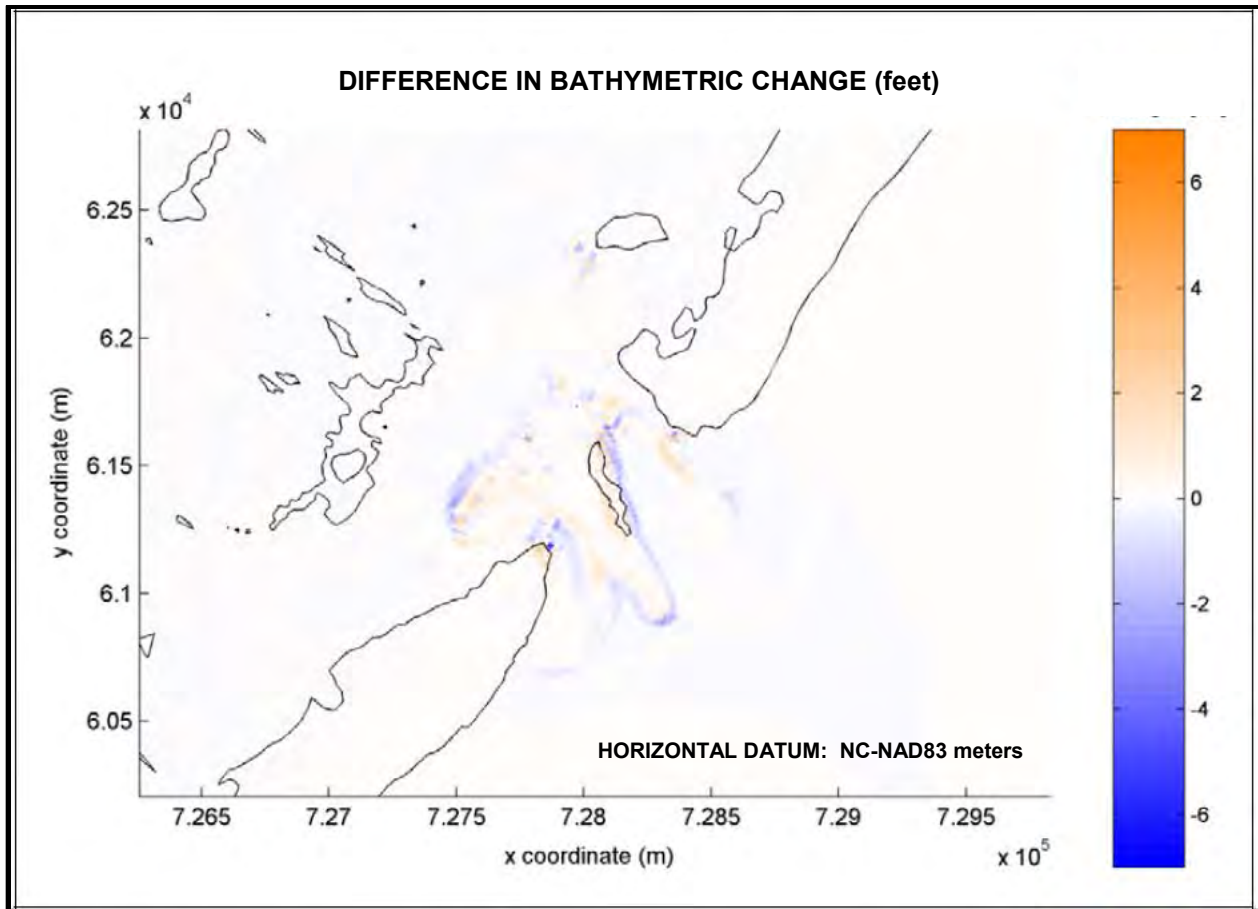 DIFFERENCE IN BATHYMETRIC CHANGE (feet)
x 10^4
6.25
6.2
6.15
6.1
6.05
y coordinate (m)
7.265 7.27 7.275 7.28 7.285 7.29 7.295
x coordinate (m)
x 10^5
HORIZONTAL DATUM: NC-NAD83 meters
6
4
2
0
-2
-4
-6